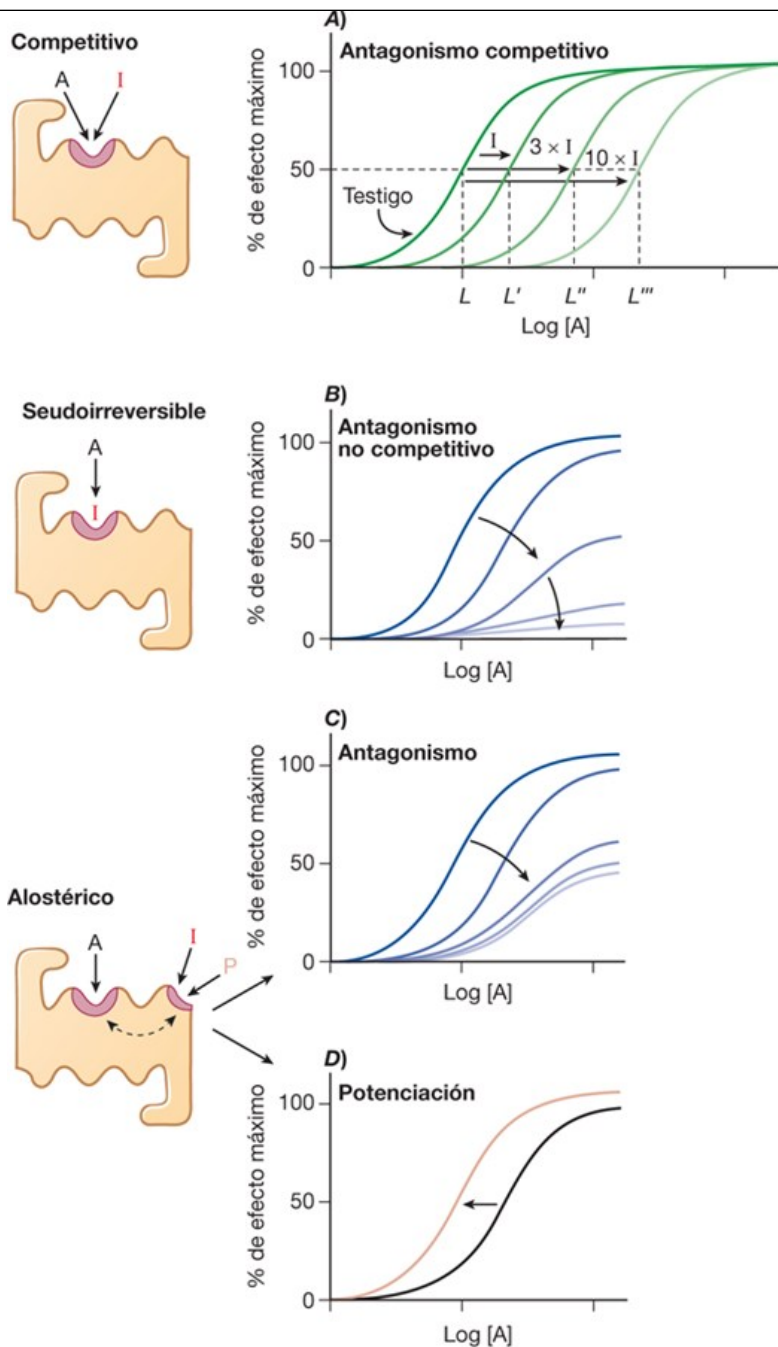 Competitivo
A I
A)
Antagonismo competitivo
% de efecto máximo
100
50
0
I
3 × I
10 × I
Testigo
L L' L" L'"
Log [A]
Seudoirreversible
A
I
B)
Antagonismo
no competitivo
% de efecto máximo
100
50
0
Log [A]
C)
Antagonismo
% de efecto máximo
100
50
0
Log [A]
Alostérico
A
I
P
D)
Potenciación
% de efecto máximo
100
50
0
Log [A]